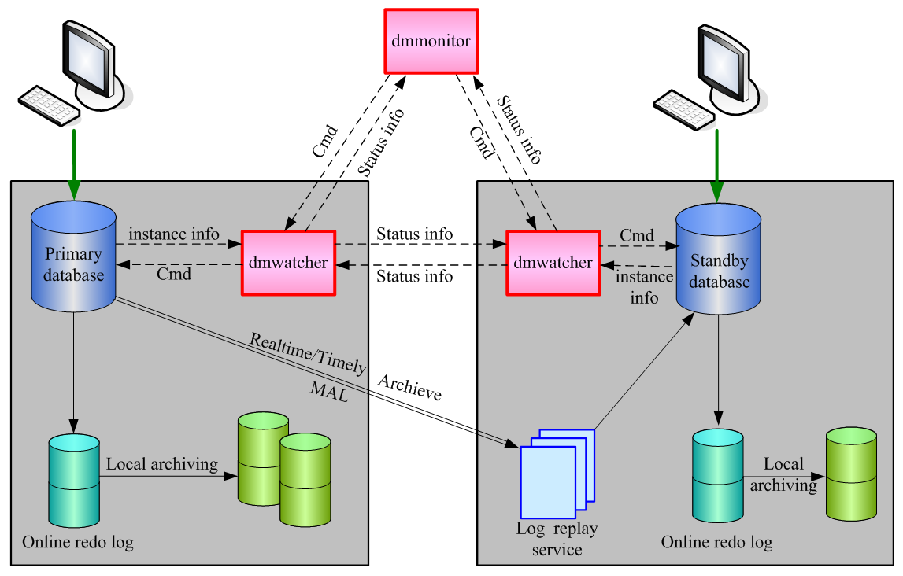 dmmonitor
Cmd
Status info
Status info
Cmd
Primary
database
instance info
Cmd
dmwatcher
Status info
Status info
dmwatcher
Cmd
instance
info
Standby
database
Realtime/Timely Archieve
MAL
Local archiving
Online redo log
Log replay
service
Local
archiving
Online redo log